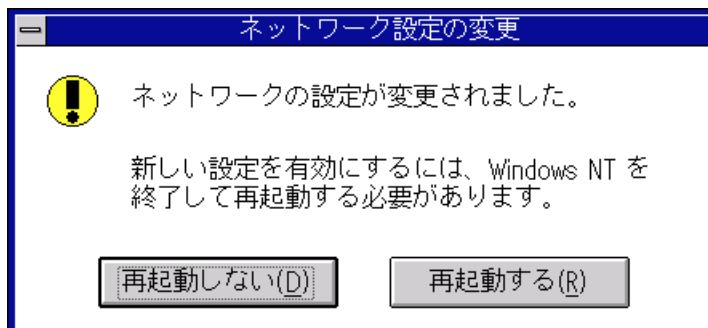 ネットワーク設定の変更
ネットワークの設定が変更されました。
新しい設定を有効にするには、Windows NT を
終了して再起動する必要があります。
再起動しない(D) 再起動する(R)